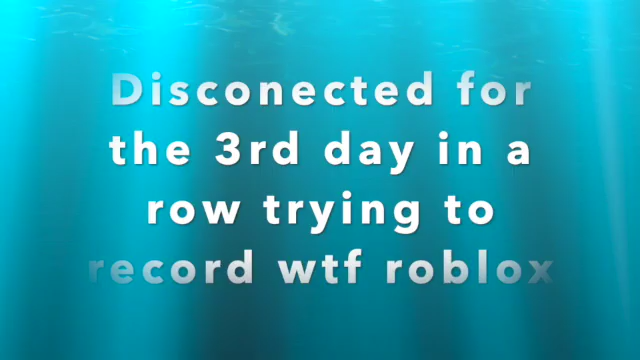 Disconected for
the 3rd day in a
row trying to
record wtf roblox